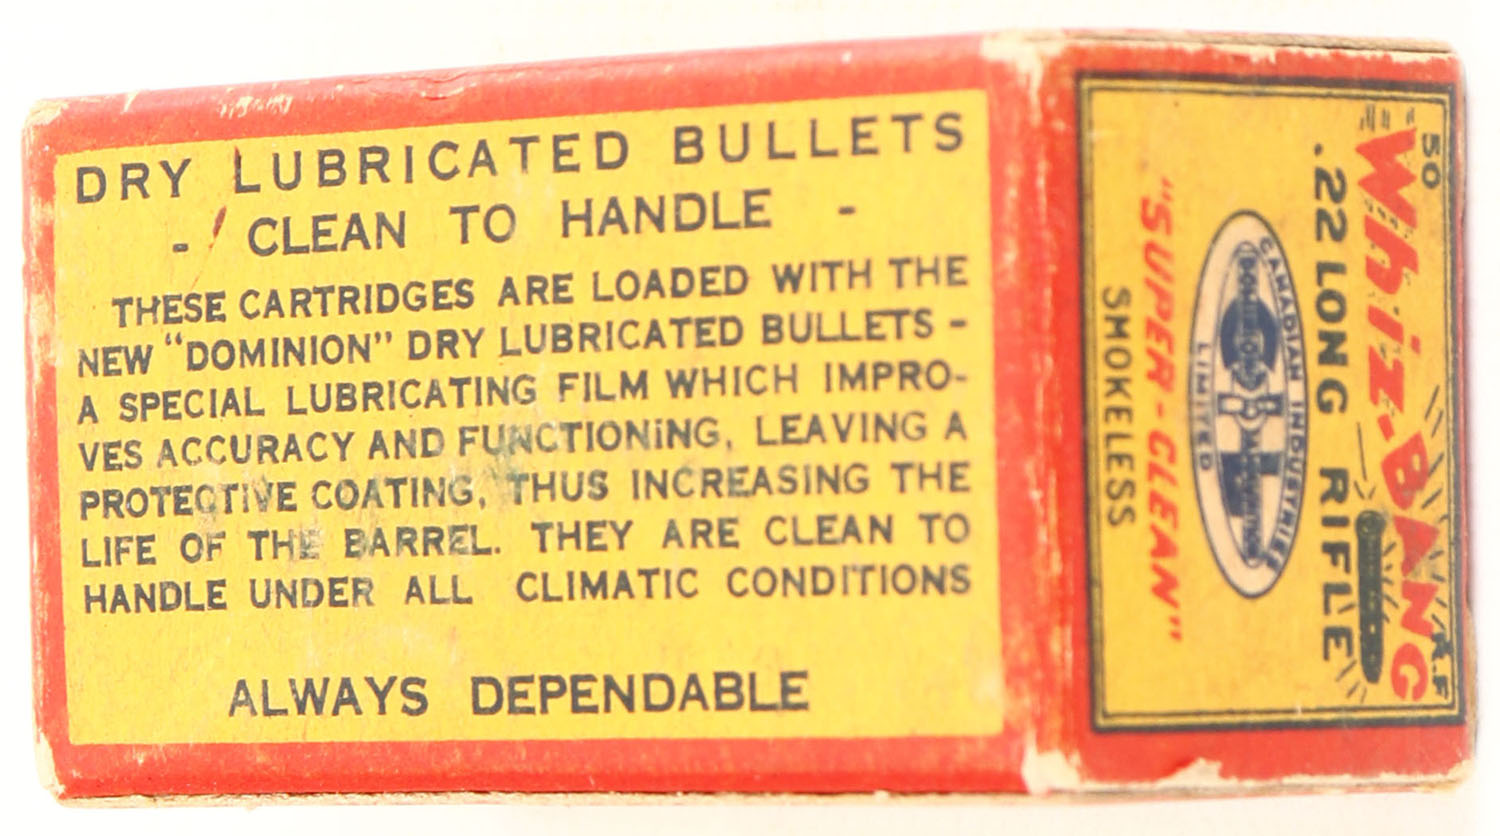 DRY LUBRICATED BULLETS
- CLEAN TO HANDLE -
THESE CARTRIDGES ARE LOADED WITH THE
NEW "DOMINION" DRY LUBRICATED BULLETS -
A SPECIAL LUBRICATING FILM WHICH IMPRO-
VES ACCURACY AND FUNCTIONING, LEAVING A
PROTECTIVE COATING, THUS INCREASING THE
LIFE OF THE BARREL. THEY ARE CLEAN TO
HANDLE UNDER ALL CLIMATIC CONDITIONS
ALWAYS DEPENDABLE
50 R.F
Whiz-BANG
.22 LONG RIFLE
CANADIAN INDUSTRIES
DOMINION AMMUNITION
LIMITED
"SUPER-CLEAN"
SMOKELESS